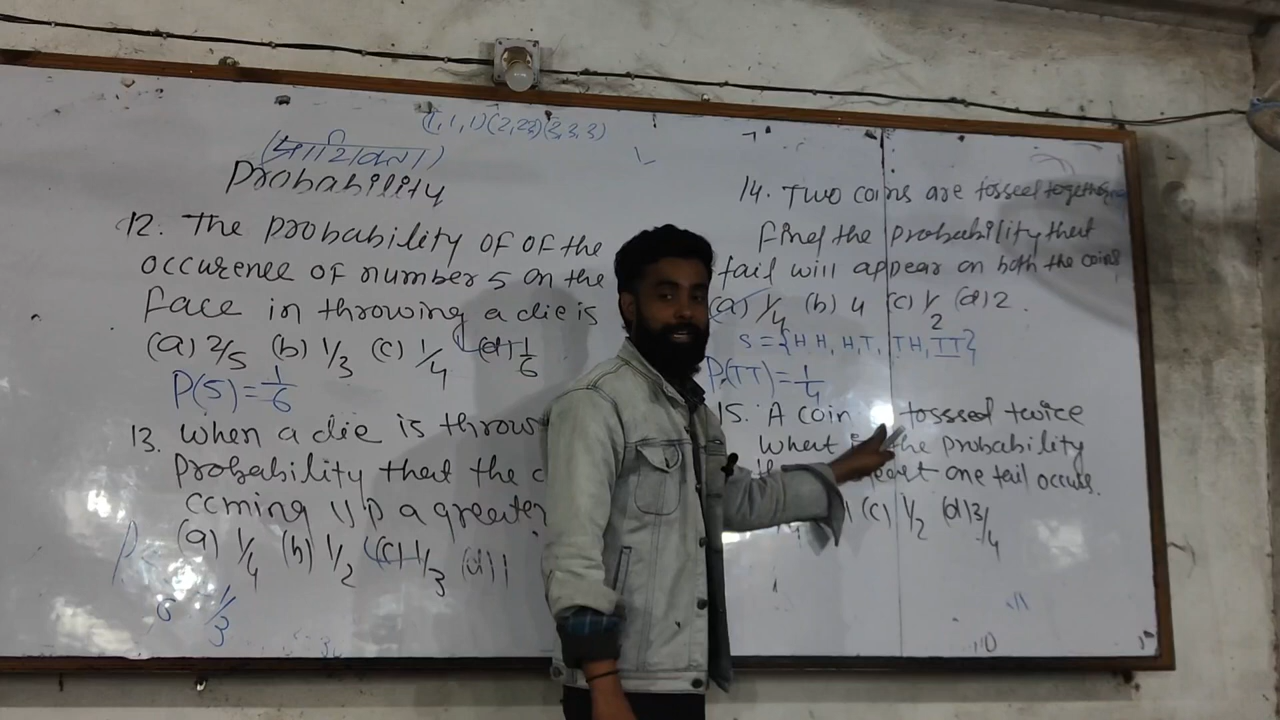 (1,1,1)(2,2,2)(3,3,3)
(प्रायिकता)
Probability
12. The probability of of the
occurence of number 5 on the
face in throwing a die is
(a) 2/5 (b) 1/3 (c) 1/4 (d) 1/6
P(5) = 1/6
13. When a die is throw
probability that the
coming up a greater
(a) 1/4 (b) 1/2 (c) 1/3 (d) 1
1/3
14. Two coins are tossed together
find the probability that
tail will appear on both the coins
(a) 1/4 (b) 4 (c) 1/2 (d) 2.
S = {HH, HT, TH, TT}
P(TT) = 1/4
15. A coin tosssed twice
what the probability
one tail occurs.
(c) 1/2 (d) 3/4